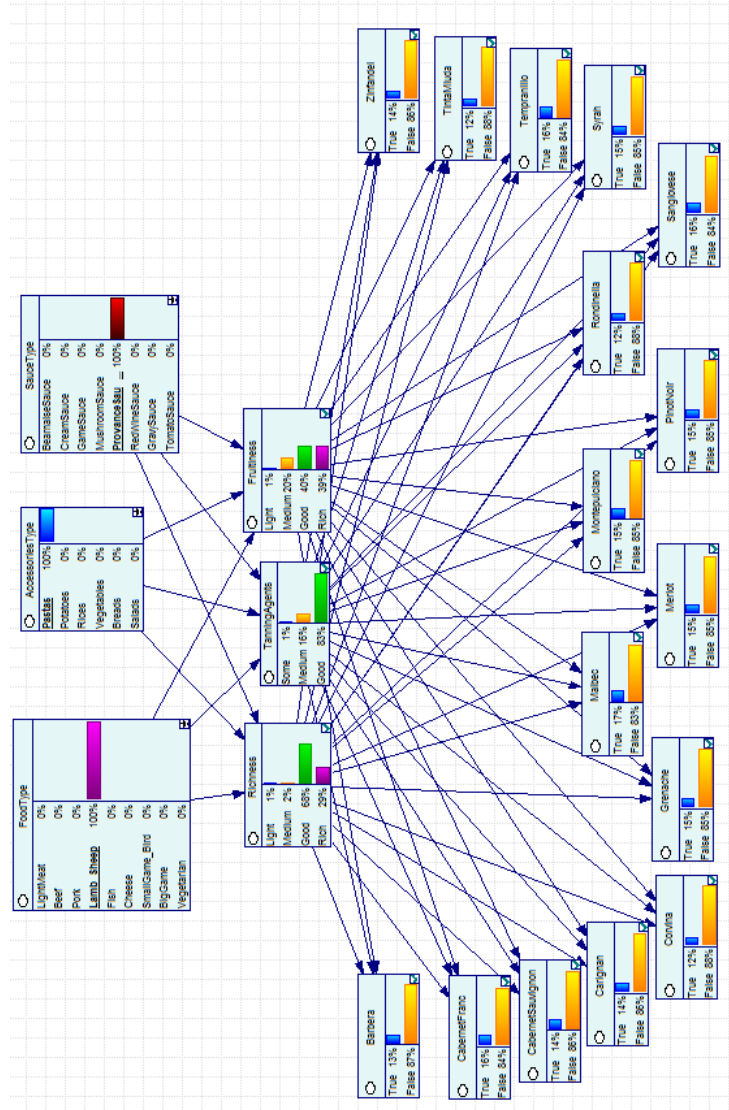 FoodType
LightMeat 0%
Beef 0%
Pork 0%
Lamb_Sheep 100%
Fish 0%
Cheese 0%
SmallGame_Bird 0%
BigGame 0%
Vegetarian 0%
AccessoriesType
Pastas 100%
Potatoes 0%
Rices 0%
Vegetables 0%
Breads 0%
Salads 0%
SauceType
BearnaiseSauce 0%
CreamSauce 0%
GameSauce 0%
MushroomSauce 0%
ProvanceSau... 100%
RedWineSauce 0%
GravySauce 0%
TomatoSauce 0%
Richness
Light 1%
Medium 2%
Good 68%
Rich 29%
TanningAgents
Some 1%
Medium 16%
Good 83%
Fruitiness
Light 1%
Medium 20%
Good 40%
Rich 39%
Barbera
True 13%
False 87%
CabernetFranc
True 16%
False 84%
CabernetSauvignon
True 14%
False 86%
Carignan
True 14%
False 86%
Corvina
True 12%
False 88%
Grenache
True 15%
False 85%
Malbec
True 17%
False 83%
Merlot
True 15%
False 85%
Montepulciano
True 15%
False 85%
PinotNoir
True 15%
False 85%
Rondinella
True 12%
False 88%
Sangiovese
True 16%
False 84%
Syrah
True 15%
False 85%
Tempranillo
True 16%
False 84%
TintaMiuda
True 12%
False 88%
Zinfandel
True 14%
False 86%